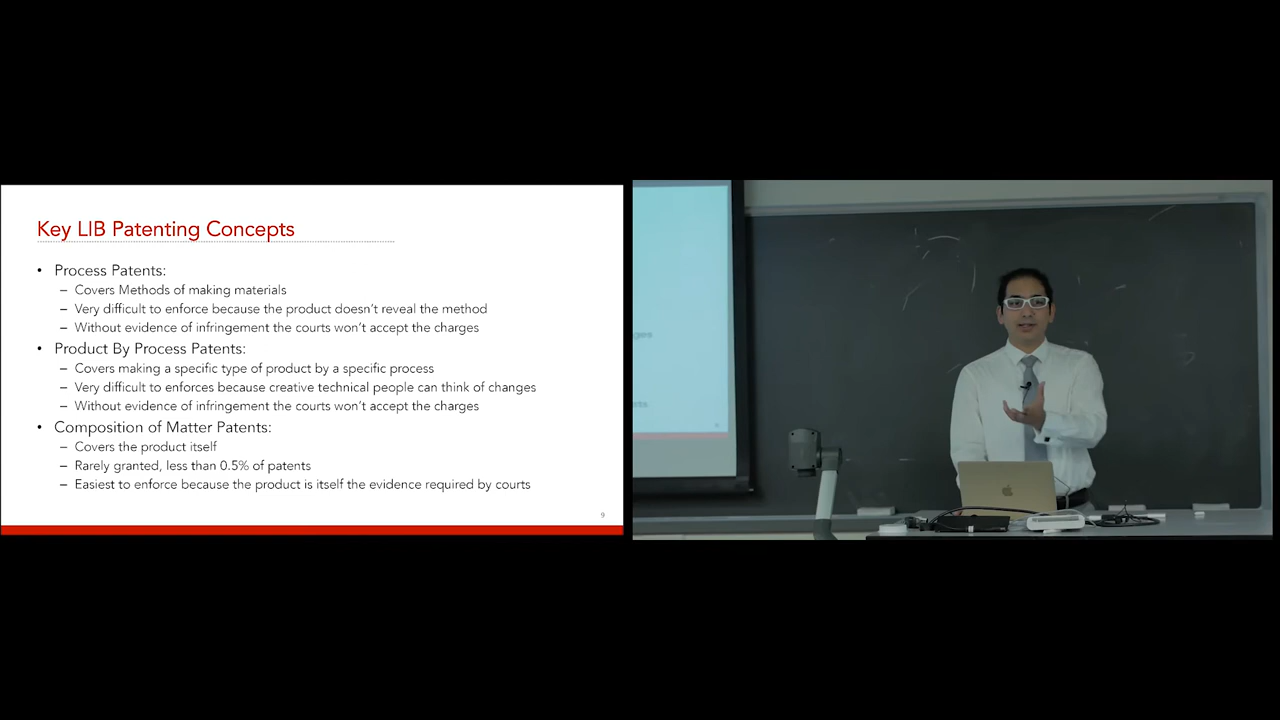 Key LIB Patenting Concepts
• Process Patents:
– Covers Methods of making materials
– Very difficult to enforce because the product doesn't reveal the method
– Without evidence of infringement the courts won't accept the charges
• Product By Process Patents:
– Covers making a specific type of product by a specific process
– Very difficult to enforces because creative technical people can think of changes
– Without evidence of infringement the courts won't accept the charges
• Composition of Matter Patents:
– Covers the product itself
– Rarely granted, less than 0.5% of patents
– Easiest to enforce because the product is itself the evidence required by courts
9